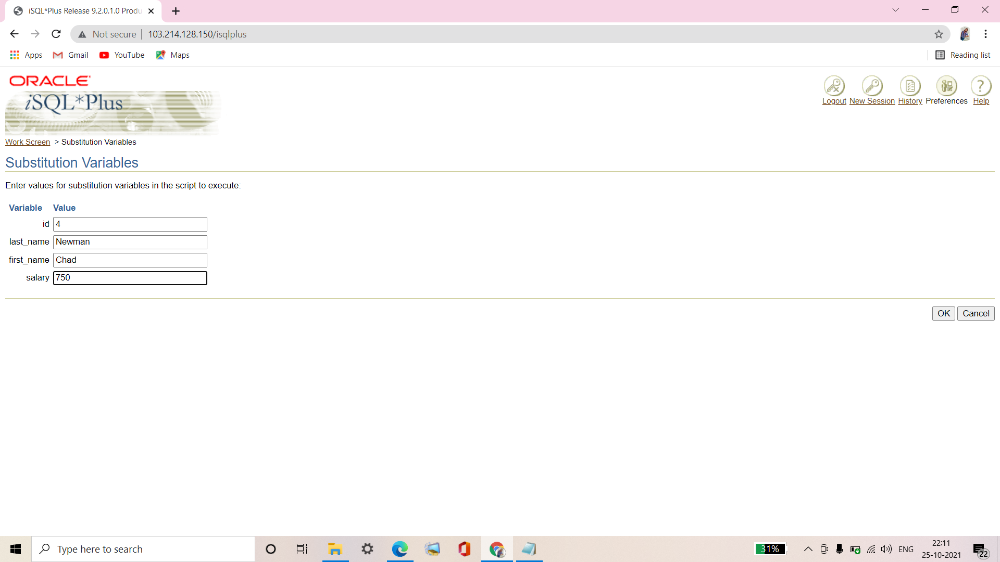 iSQL*Plus Release 9.2.0.1.0 Produ
Not secure | 103.214.128.150/isqlplus
Apps Gmail YouTube Maps Reading list
ORACLE
iSQL*Plus
Logout New Session History Preferences Help
Work Screen > Substitution Variables
Substitution Variables
Enter values for substitution variables in the script to execute:
Variable Value
id 4
last_name Newman
first_name Chad
salary 750
OK Cancel
Type here to search
31%
ENG
22:11
25-10-2021
22